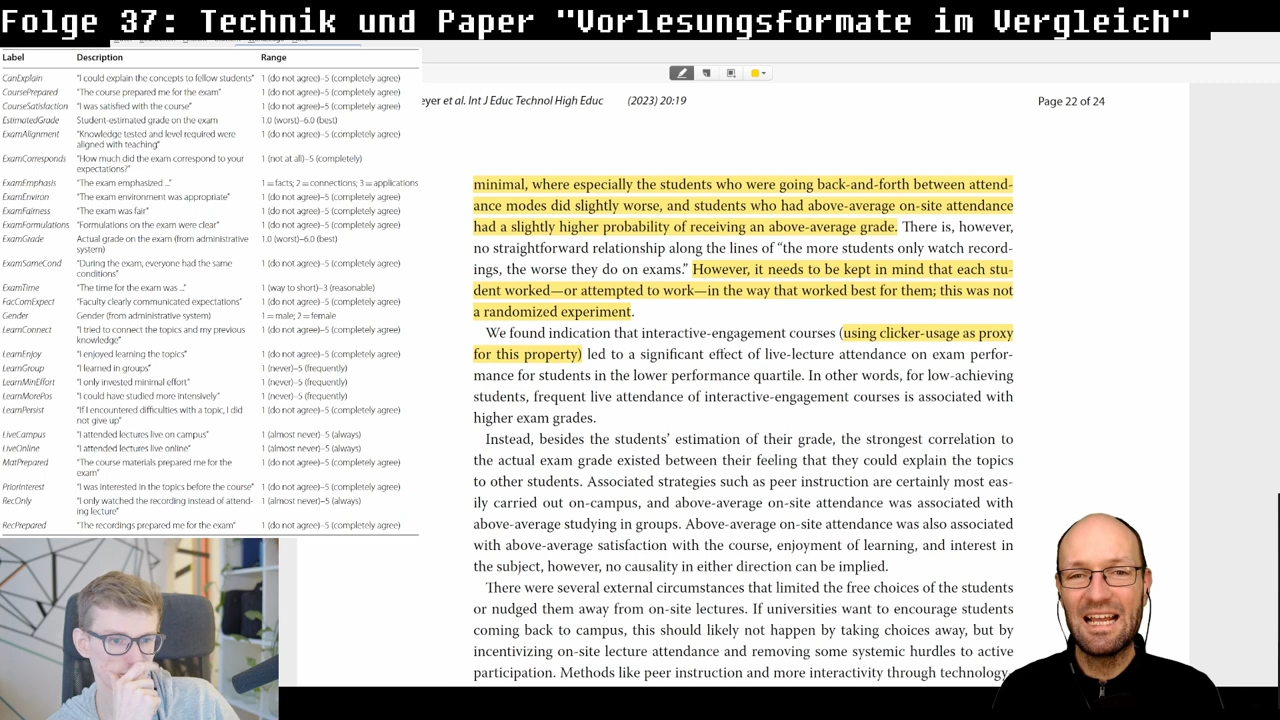 Folge 37: Technik und Paper "Vorlesungsformate im Vergleich"
Label Description Range
CanExplain "I could explain the concepts to fellow students" 1 (do not agree)–5 (completely agree)
CoursePrepared "The course prepared me for the exam" 1 (do not agree)–5 (completely agree)
CourseSatisfaction "I was satisfied with the course" 1 (do not agree)–5 (completely agree)
EstimatedGrade Student-estimated grade on the exam 1.0 (worst)–6.0 (best)
ExamAlignment "Knowledge tested and level required were 1 (do not agree)–5 (completely agree)
aligned with teaching"
ExamCorresponds "How much did the exam correspond to your 1 (not at all)–5 (completely)
expectations?"
ExamEmphasis "The exam emphasized ..." 1 = facts; 2 = connections; 3 = applications
ExamEnviron "The exam environment was appropriate" 1 (do not agree)–5 (completely agree)
ExamFairness "The exam was fair" 1 (do not agree)–5 (completely agree)
ExamFormulations "Formulations on the exam were clear" 1 (do not agree)–5 (completely agree)
ExamGrade Actual grade on the exam (from administrative 1.0 (worst)–6.0 (best)
system)
ExamSameCond "During the exam, everyone had the same 1 (do not agree)–5 (completely agree)
conditions"
ExamTime "The time for the exam was ..." 1 (way to short)–3 (reasonable)
FacComExpect "Faculty clearly communicated expectations" 1 (do not agree)–5 (completely agree)
Gender Gender (from administrative system) 1 = male; 2 = female
LearnConnect "I tried to connect the topics and my previous 1 (do not agree)–5 (completely agree)
knowledge"
LearnEnjoy "I enjoyed learning the topics" 1 (do not agree)–5 (completely agree)
LearnGroup "I learned in groups" 1 (never)–5 (frequently)
LearnMinEffort "I only invested minimal effort" 1 (never)–5 (frequently)
LearnMorePos "I could have studied more intensively" 1 (never)–5 (frequently)
LearnPersist "If I encountered difficulties with a topic, I did 1 (do not agree)–5 (completely agree)
not give up"
LiveCampus "I attended lectures live on campus" 1 (almost never)–5 (always)
LiveOnline "I attended lectures live online" 1 (almost never)–5 (always)
MatPrepared "The course materials prepared me for the 1 (do not agree)–5 (completely agree)
exam"
PriorInterest "I was interested in the topics before the course" 1 (do not agree)–5 (completely agree)
RecOnly "I only watched the recording instead of attend- 1 (almost never)–5 (always)
ing lecture"
RecPrepared "The recordings prepared me for the exam" 1 (do not agree)–5 (completely agree)
eyer et al. Int J Educ Technol High Educ (2023) 20:19 Page 22 of 24
minimal, where especially the students who were going back-and-forth between attend-
ance modes did slightly worse, and students who had above-average on-site attendance
had a slightly higher probability of receiving an above-average grade. There is, however,
no straightforward relationship along the lines of “the more students only watch record-
ings, the worse they do on exams.” However, it needs to be kept in mind that each stu-
dent worked—or attempted to work—in the way that worked best for them; this was not
a randomized experiment.
We found indication that interactive-engagement courses (using clicker-usage as proxy
for this property) led to a significant effect of live-lecture attendance on exam perfor-
mance for students in the lower performance quartile. In other words, for low-achieving
students, frequent live attendance of interactive-engagement courses is associated with
higher exam grades.
Instead, besides the students’ estimation of their grade, the strongest correlation to
the actual exam grade existed between their feeling that they could explain the topics
to other students. Associated strategies such as peer instruction are certainly most eas-
ily carried out on-campus, and above-average on-site attendance was associated with
above-average studying in groups. Above-average on-site attendance was also associated
with above-average satisfaction with the course, enjoyment of learning, and interest in
the subject, however, no causality in either direction can be implied.
There were several external circumstances that limited the free choices of the students
or nudged them away from on-site lectures. If universities want to encourage students
coming back to campus, this should likely not happen by taking choices away, but by
incentivizing on-site lecture attendance and removing some systemic hurdles to active
participation. Methods like peer instruction and more interactivity through technology-